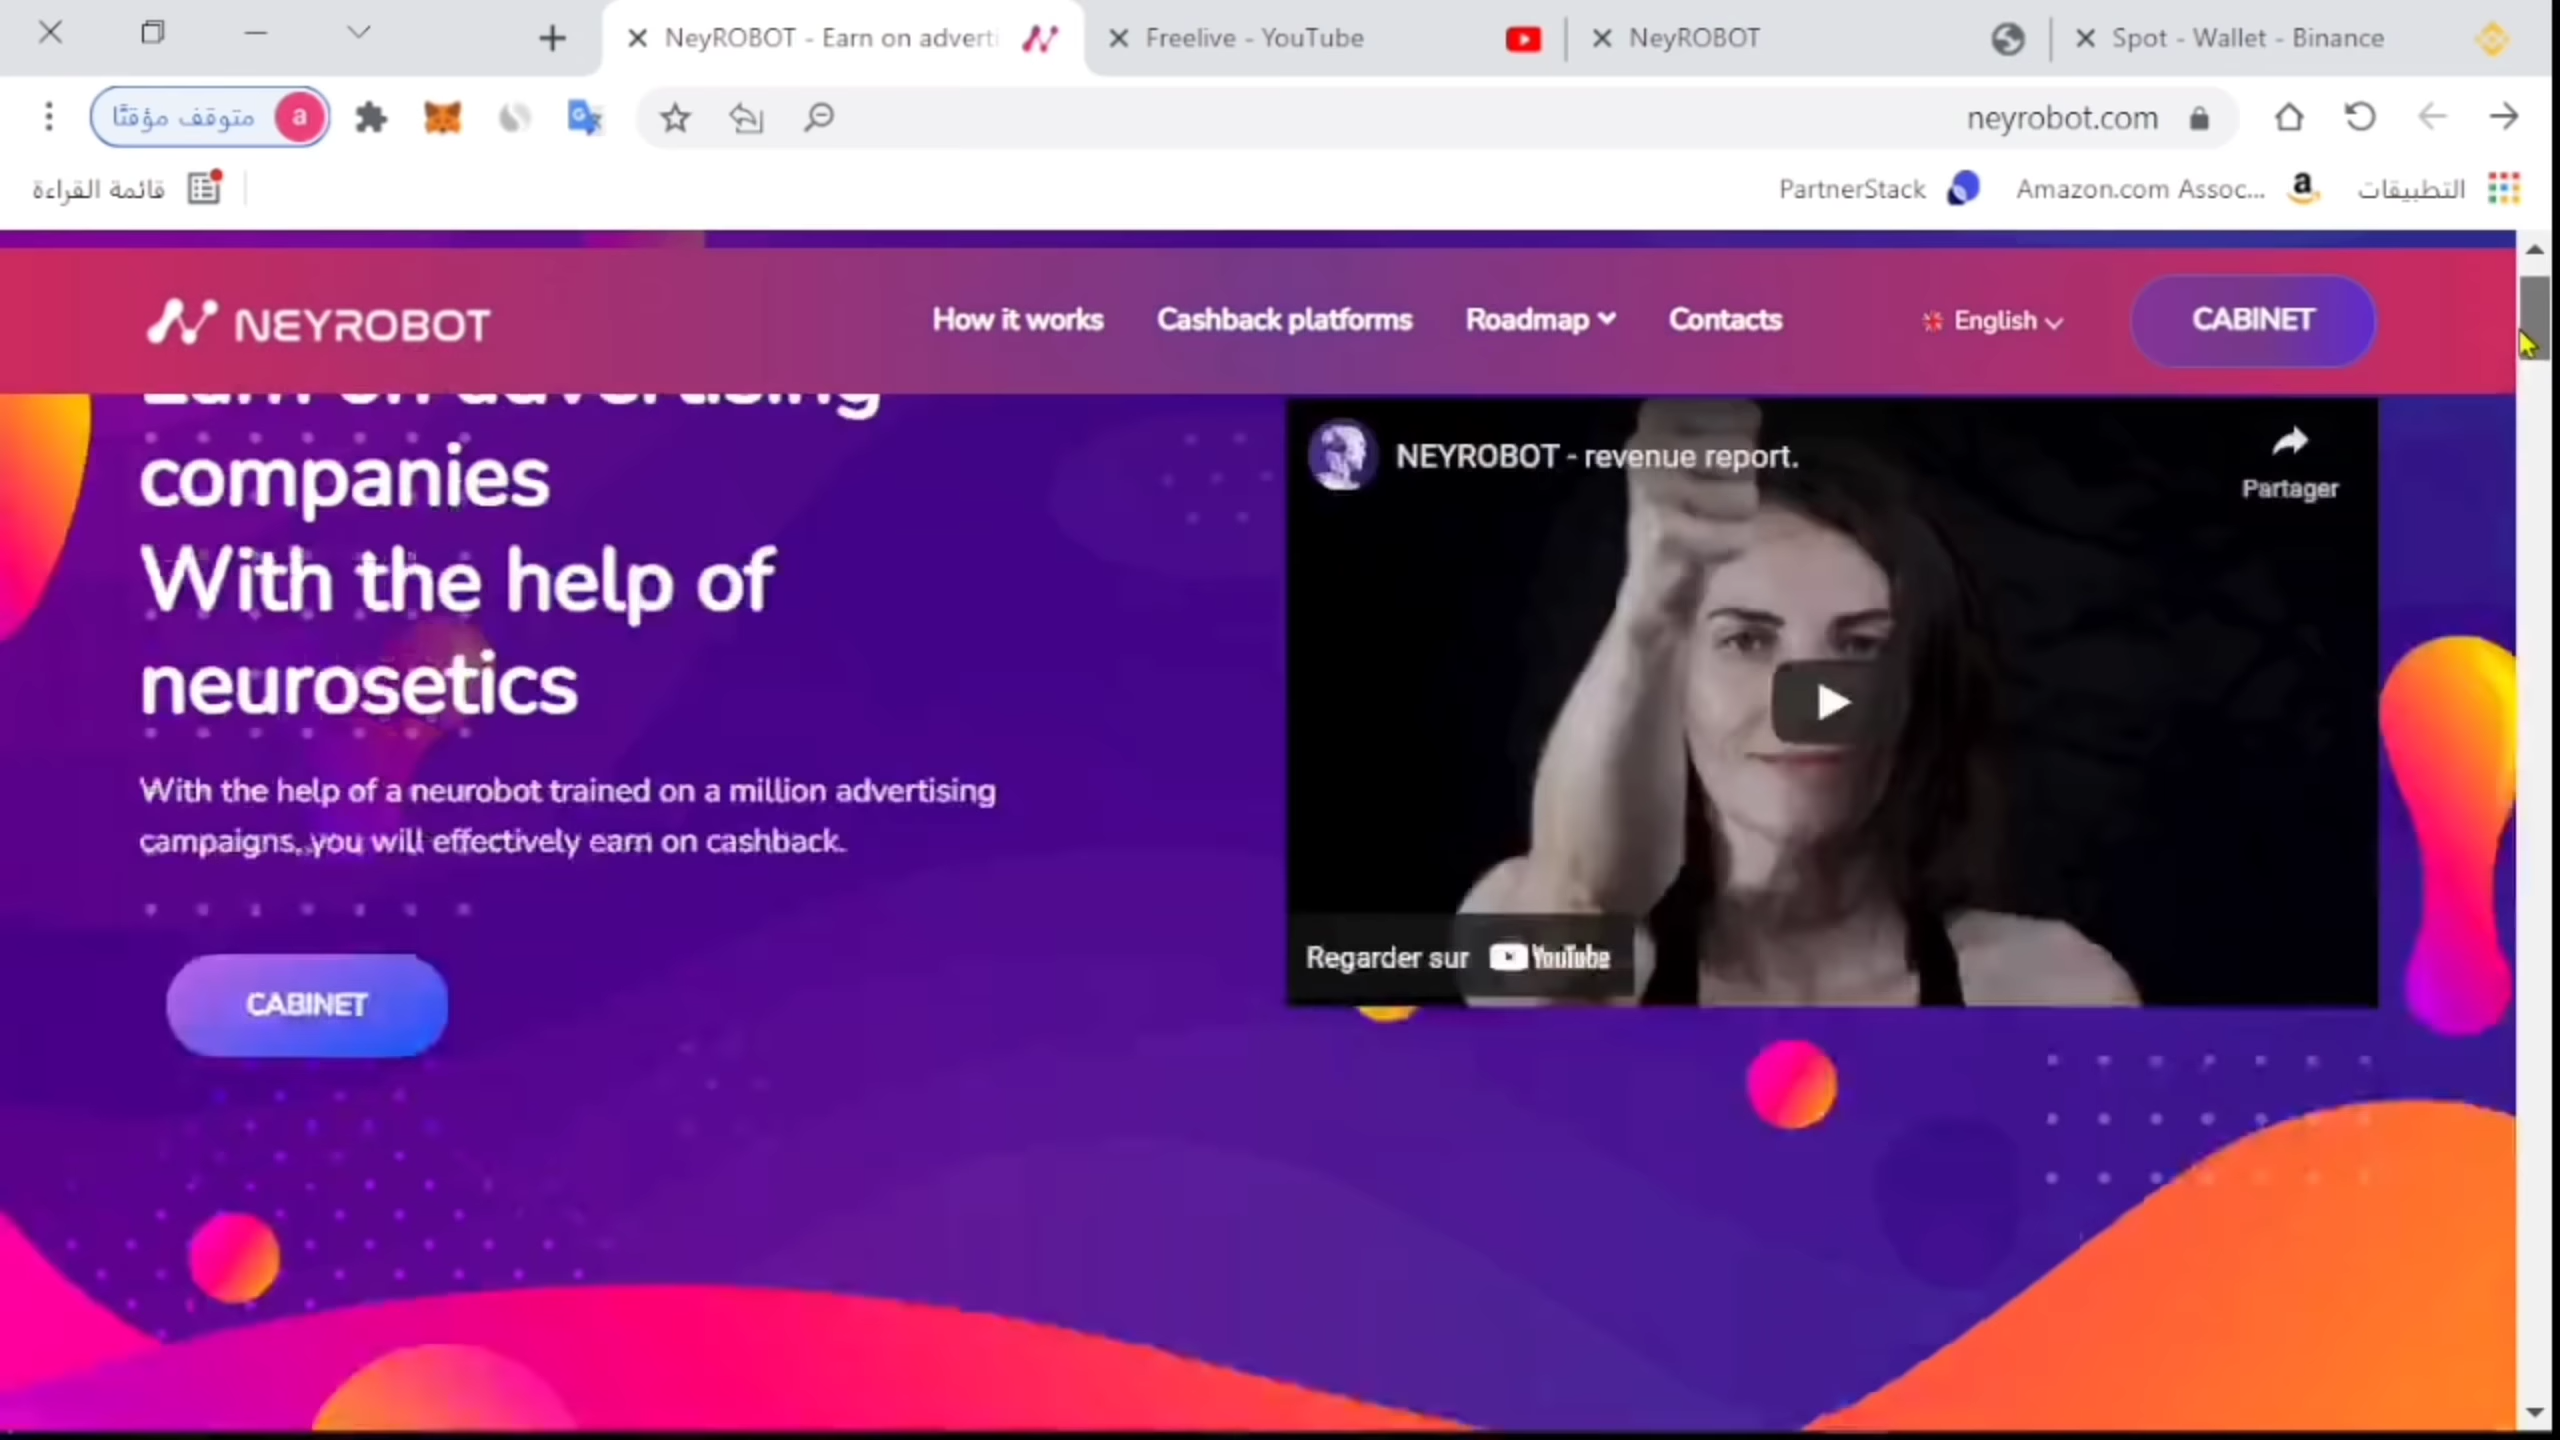 NeyROBOT - Earn on adverti
Freelive - YouTube
NeyROBOT
Spot - Wallet - Binance
متوقف مؤقتًا
a
neyrobot.com
قائمة القراءة
PartnerStack
Amazon.com Assoc...
التطبيقات
NEYROBOT
How it works
Cashback platforms
Roadmap
Contacts
English
CABINET
Earn on advertising
companies
With the help of
neurosetics
With the help of a neurobot trained on a million advertising
campaigns, you will effectively earn on cashback.
CABINET
NEYROBOT - revenue report.
Partager
Regarder sur YouTube